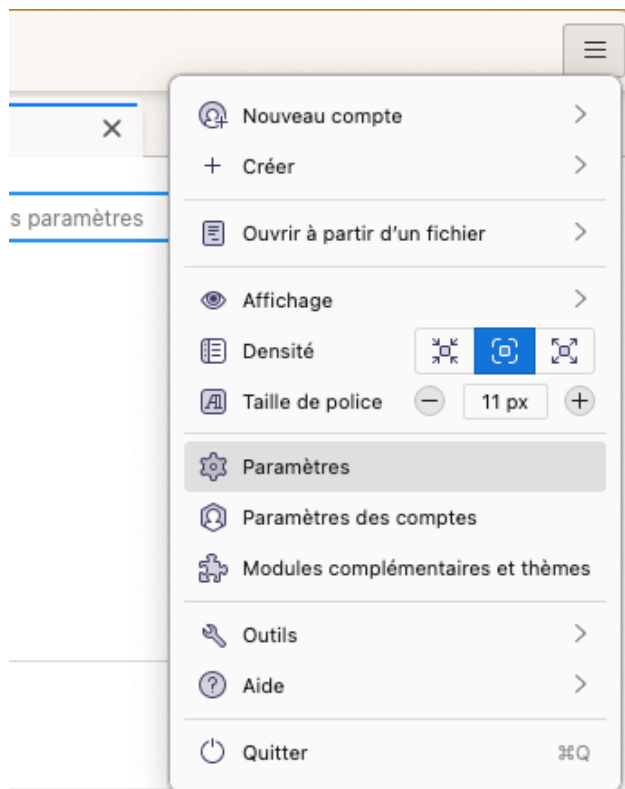 Nouveau compte
Créer
s paramètres
Ouvrir à partir d’un fichier
Affichage
Densité
Taille de police 11 px
Paramètres
Paramètres des comptes
Modules complémentaires et thèmes
Outils
Aide
Quitter ⌘Q